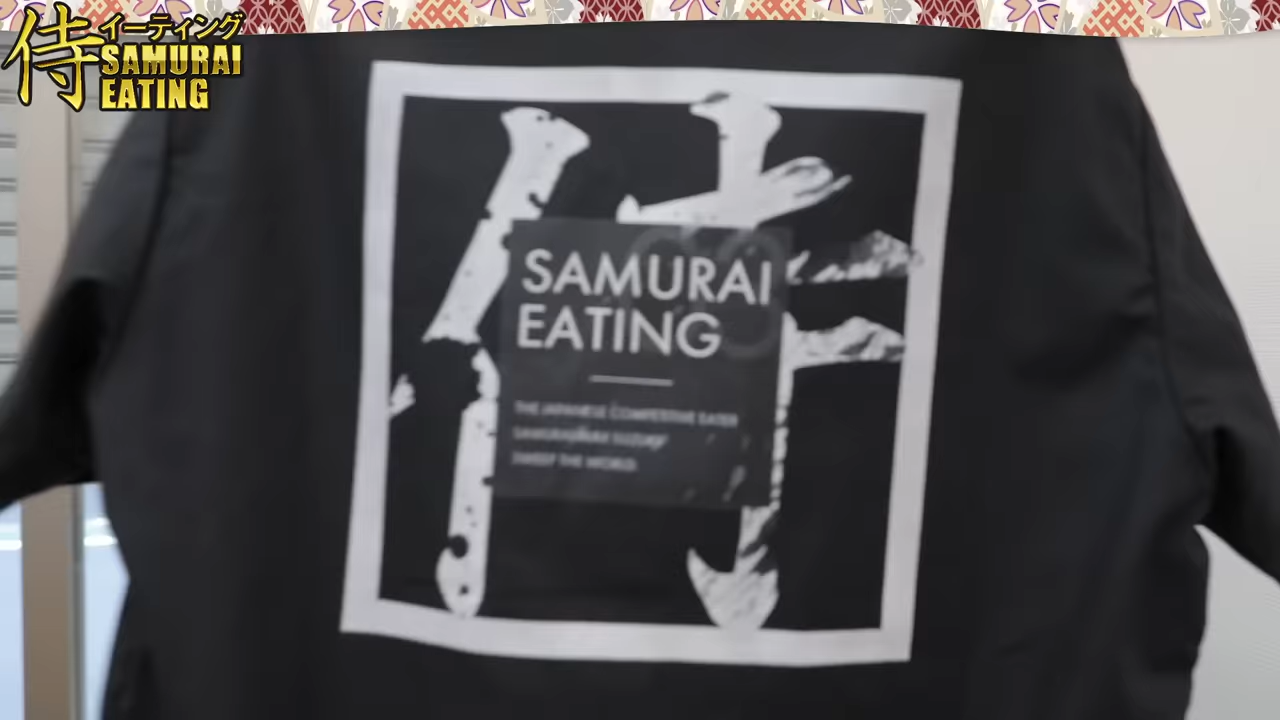 侍
イーティング
SAMURAI
EATING
侍
SAMURAI
EATING
THE JAPANESE COMPETITIVE EATER
SUZUKI
SWEEP THE WORLD